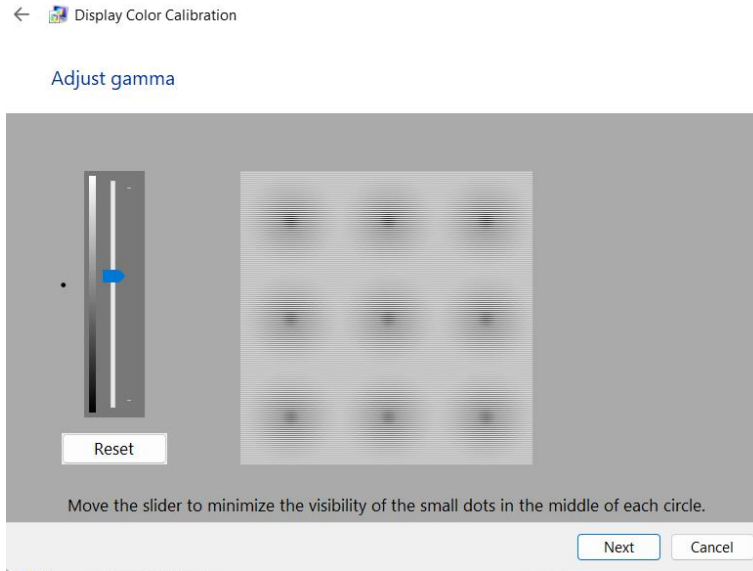 Display Color Calibration
Adjust gamma
Reset
Move the slider to minimize the visibility of the small dots in the middle of each circle.
Next
Cancel